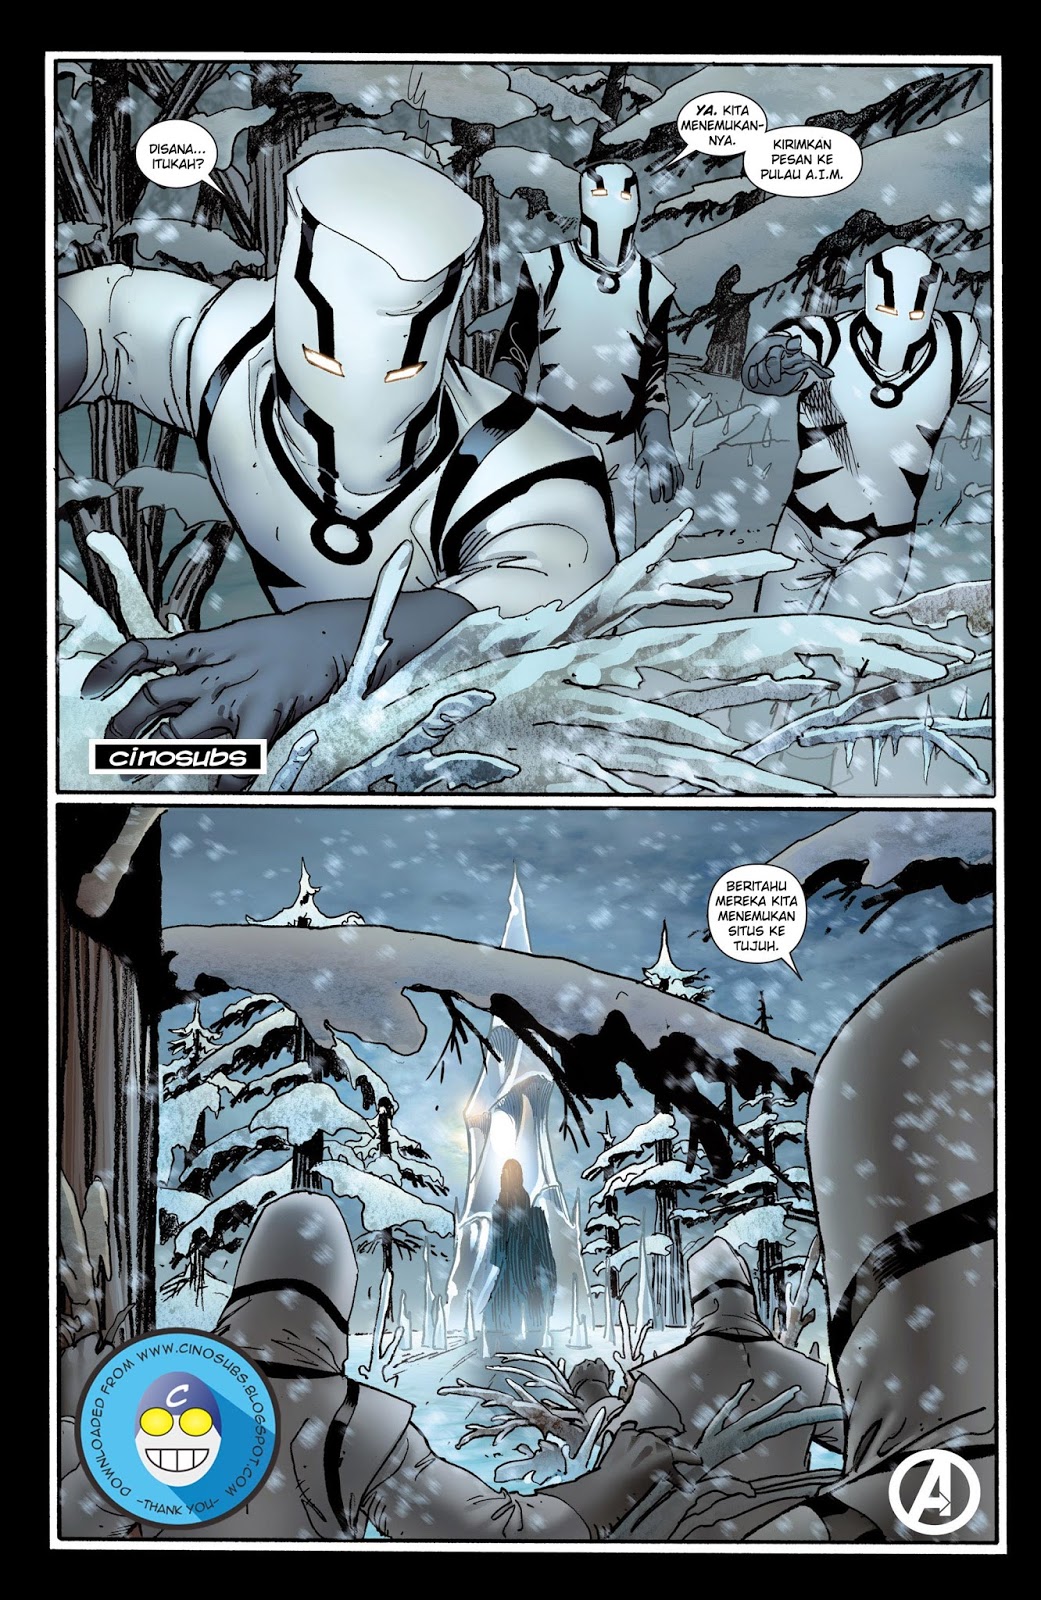 DISANA...
ITUKAH?
YA. KITA
MENEMUKAN-
NYA.
KIRIMKAN
PESAN KE
PULAU A.I.M.
cinosubs
BERITAHU
MEREKA KITA
MENEMUKAN
SITUS KE
TUJUH.
DOWNLOADED FROM WWW.CINOSUBS.BLOGSPOT.COM
C
-THANK YOU-
A